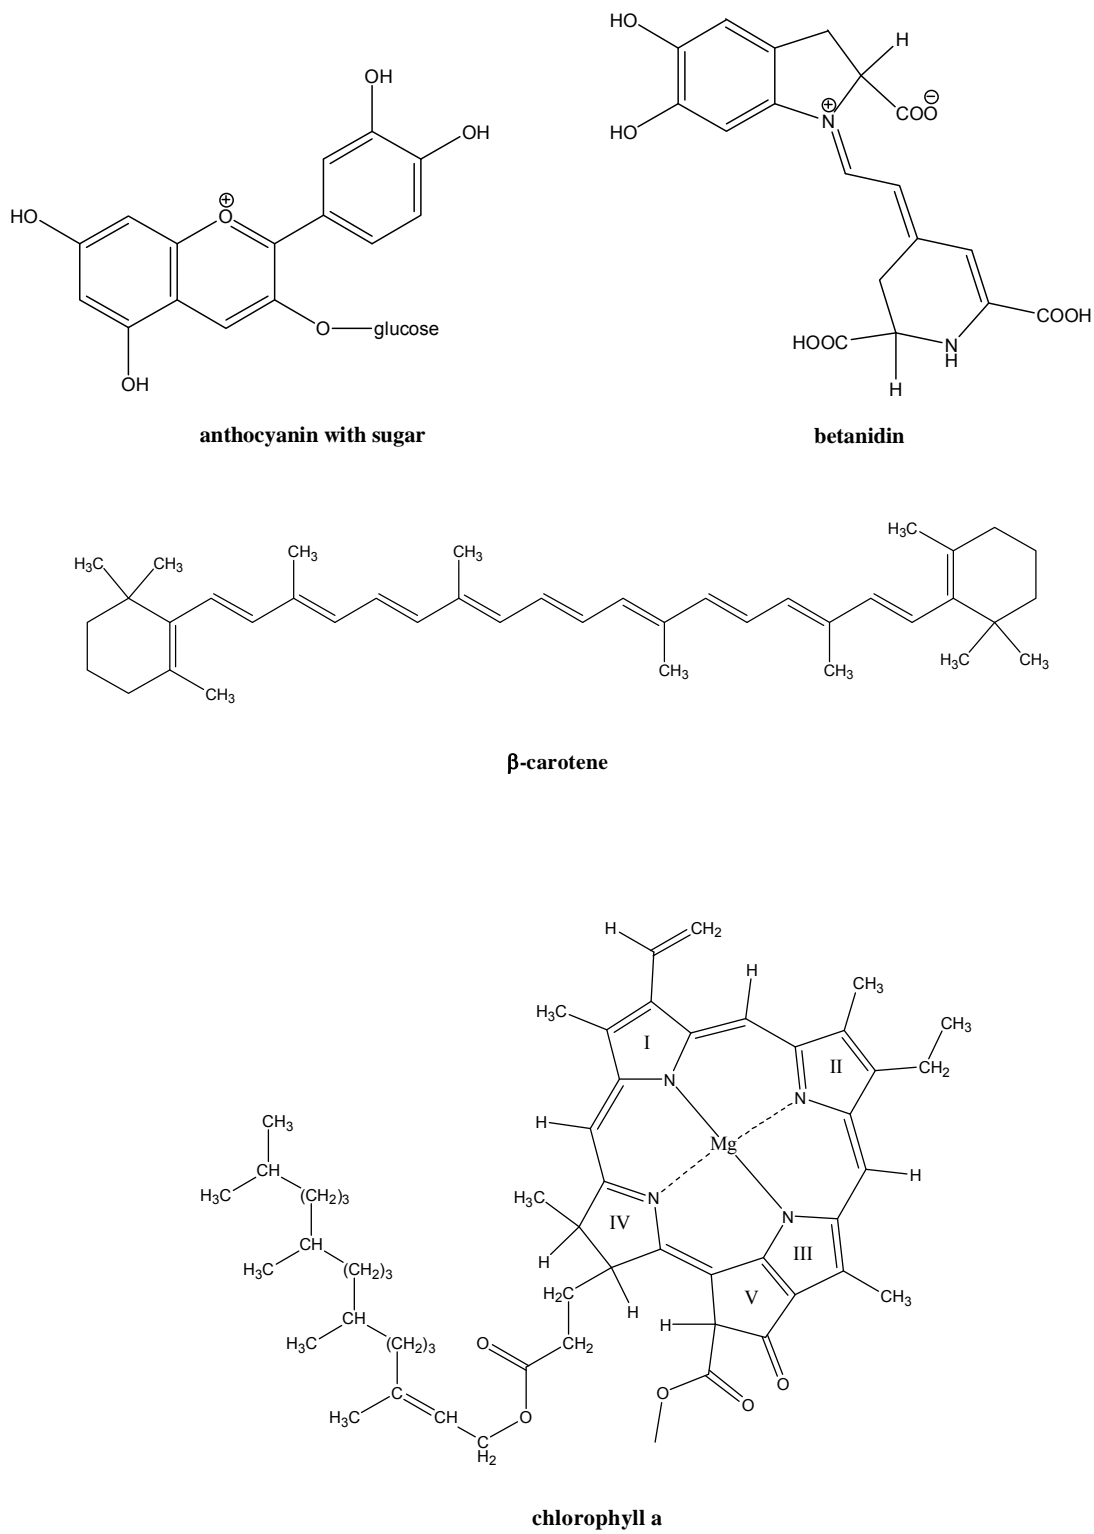 HO
OH
OH
⊕
O
O
glucose
OH
anthocyanin with sugar
HO
HO
H
COO⊖
⊕
N
HOOC
H
N
H
COOH
betanidin
H₃C
CH₃
CH₃
CH₃
CH₃
CH₃
CH₃
H₃C
H₃C
CH₃
β-carotene
H
CH₂
H
CH₃
CH₃
H₃C
I
II
CH₂
N
N
H
Mg
H
CH₃
CH
H₃C
(CH₂)₃
H₃C
N
N
IV
III
CH
H₃C
(CH₂)₃
H
H₂C
H
V
CH₃
CH
H₃C
(CH₂)₃
O
CH₂
H
O
O
O
C
H₃C
CH
O
C
H₂
chlorophyll a